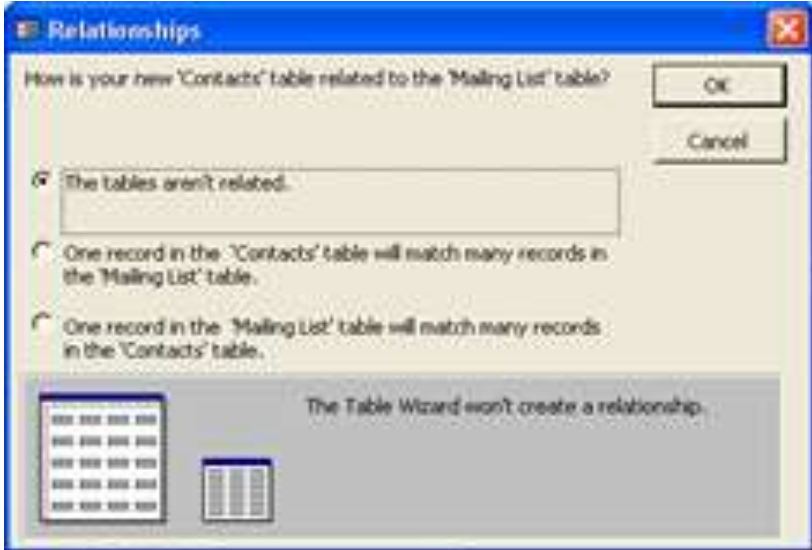 Relationships
How is your new 'Contacts' table related to the 'Mailing List' table?
OK
Cancel
The tables aren't related.
One record in the 'Contacts' table will match many records in
the 'Mailing List' table.
One record in the 'Mailing List' table will match many records
in the 'Contacts' table.
The Table Wizard won't create a relationship.